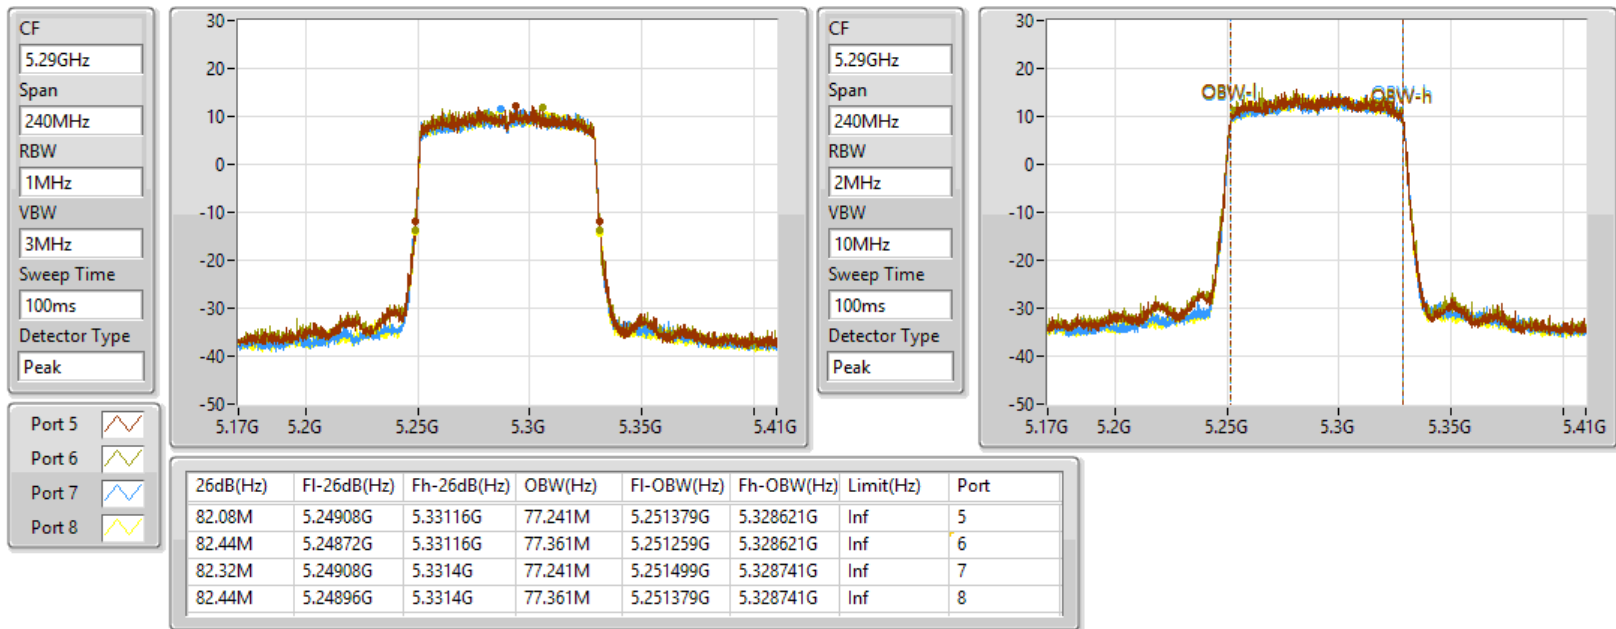 CF
5.29GHz
Span
240MHz
RBW
1MHz
VBW
3MHz
Sweep Time
100ms
Detector Type
Peak
30
20
10
0
-10
-20
-30
-40
-50
5.17G 5.2G 5.25G 5.3G 5.35G 5.41G
CF
5.29GHz
Span
240MHz
RBW
2MHz
VBW
10MHz
Sweep Time
100ms
Detector Type
Peak
30
20
10
0
-10
-20
-30
-40
-50
OBW-l OBW-h
5.17G 5.2G 5.25G 5.3G 5.35G 5.41G
Port 5
Port 6
Port 7
Port 8
26dB(Hz) Fl-26dB(Hz) Fh-26dB(Hz) OBW(Hz) Fl-OBW(Hz) Fh-OBW(Hz) Limit(Hz) Port
82.08M 5.24908G 5.33116G 77.241M 5.251379G 5.328621G Inf 5
82.44M 5.24872G 5.33116G 77.361M 5.251259G 5.328621G Inf 6
82.32M 5.24908G 5.3314G 77.241M 5.251499G 5.328741G Inf 7
82.44M 5.24896G 5.3314G 77.361M 5.251379G 5.328741G Inf 8